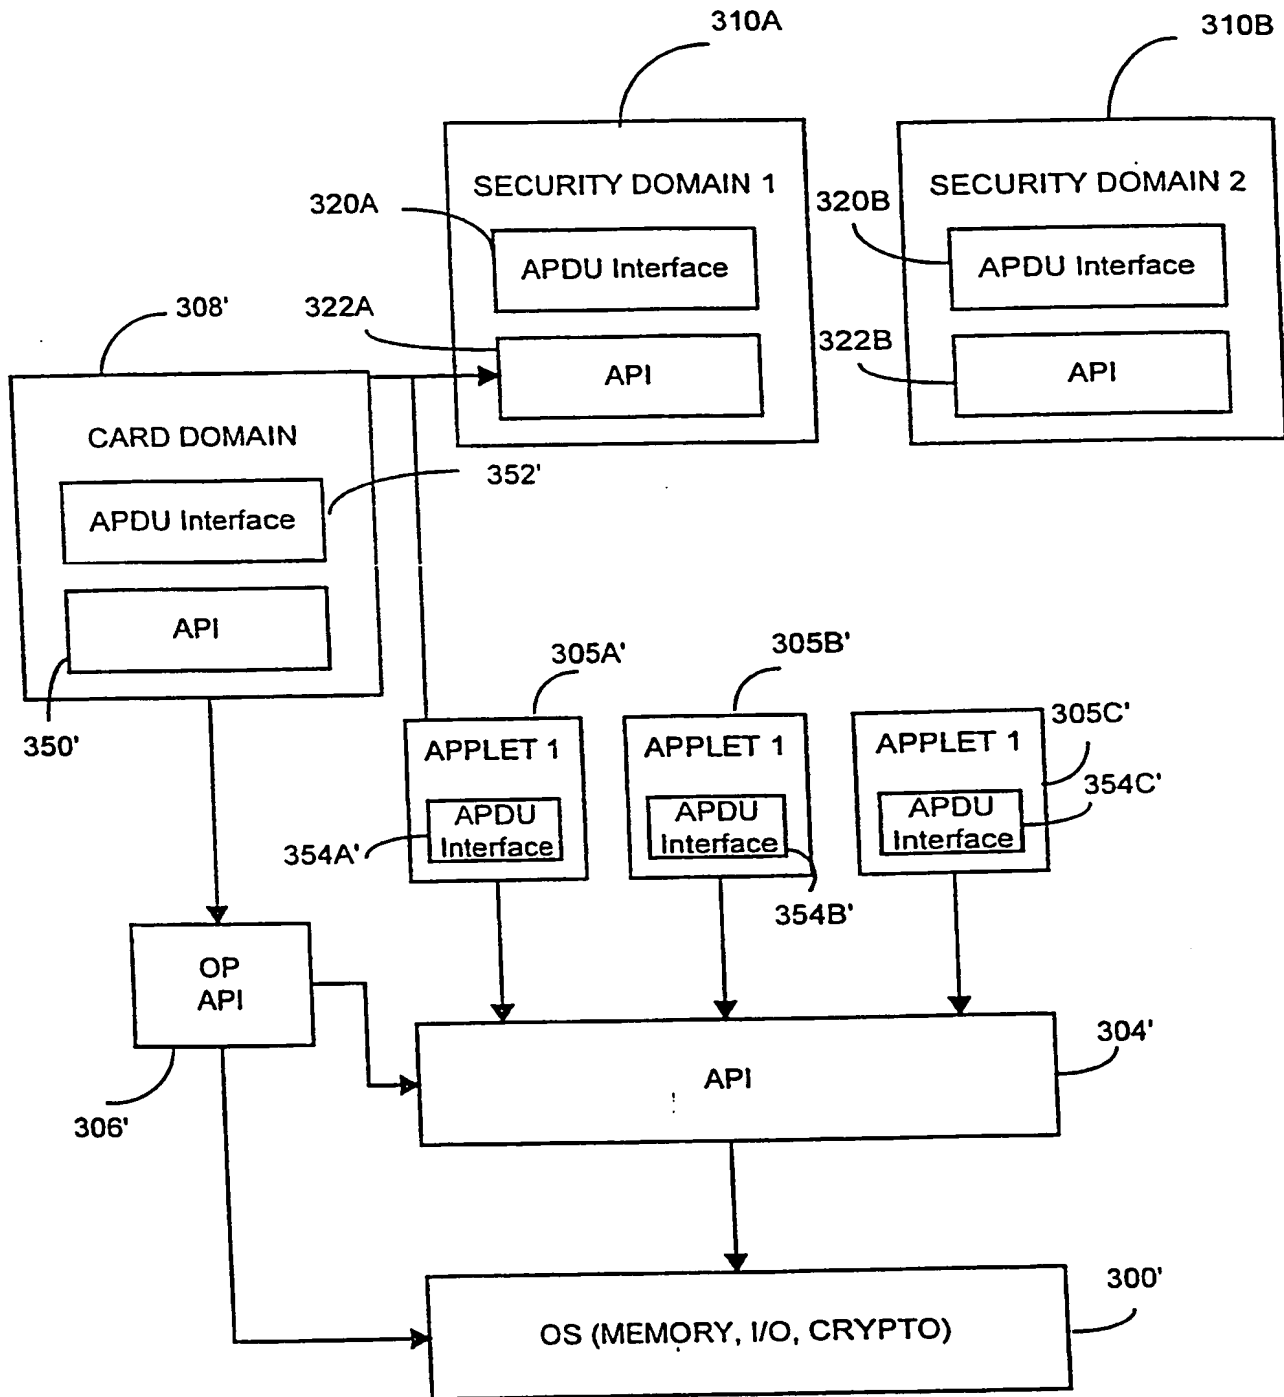 310A
310B
SECURITY DOMAIN 1
SECURITY DOMAIN 2
320A
320B
APDU Interface
APDU Interface
308'
322A
322B
API
API
CARD DOMAIN
352'
APDU Interface
API
350'
305A'
305B'
305C'
APPLET 1
APPLET 1
APPLET 1
354C'
APDU
Interface
APDU
Interface
APDU
Interface
354A'
354B'
OP
API
304'
API
306'
300'
OS (MEMORY, I/O, CRYPTO)